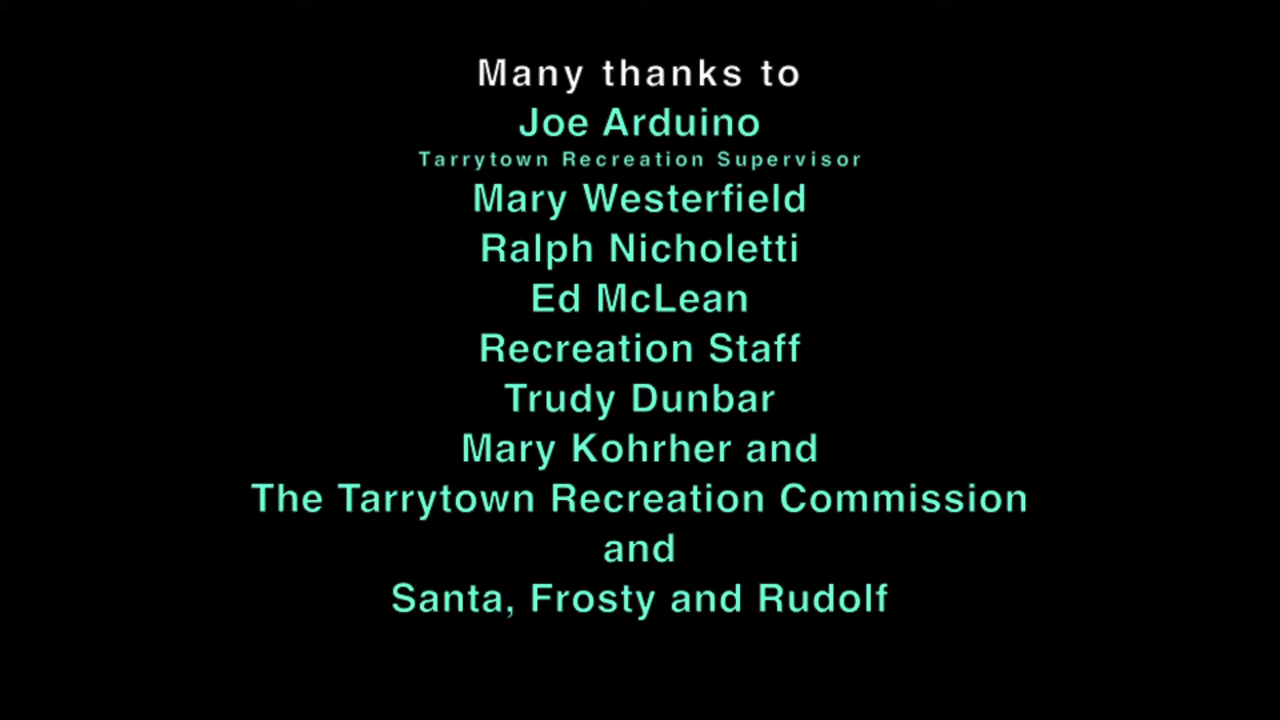 Many thanks to
Joe Arduino
Tarrytown Recreation Supervisor
Mary Westerfield
Ralph Nicholetti
Ed McLean
Recreation Staff
Trudy Dunbar
Mary Kohrher and
The Tarrytown Recreation Commission
and
Santa, Frosty and Rudolf